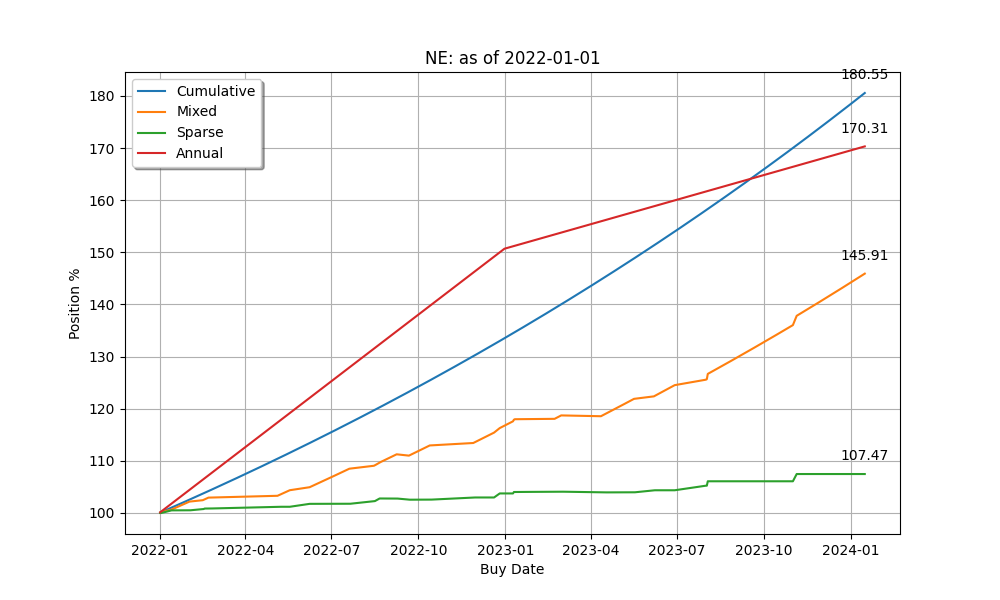 NE: as of 2022-01-01
180.55
170.31
145.91
107.47
Cumulative
Mixed
Sparse
Annual
Position %
180
170
160
150
140
130
120
110
100
2022-01 2022-04 2022-07 2022-10 2023-01 2023-04 2023-07 2023-10 2024-01
Buy Date